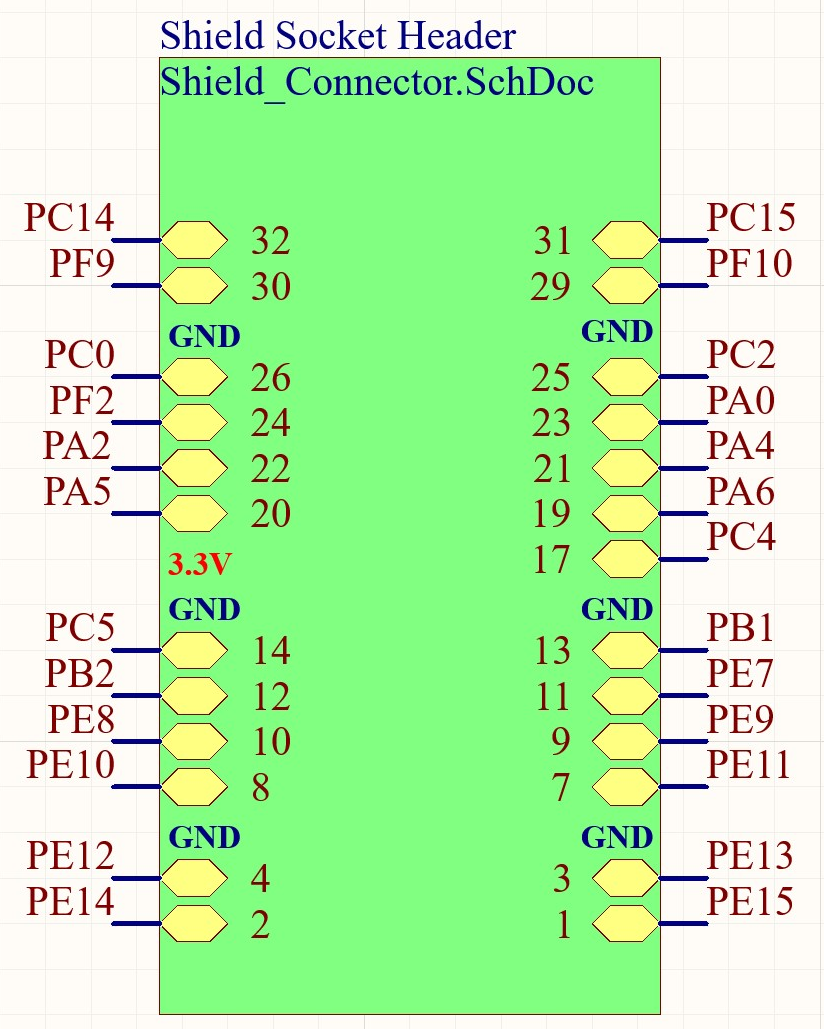 Shield Socket Header
Shield_Connector.SchDoc
PC14 32 31 PC15
PF9 30 29 PF10
GND GND
PC0 26 25 PC2
PF2 24 23 PA0
PA2 22 21 PA4
PA5 20 19 PA6
3.3V 17 PC4
GND GND
PC5 14 13 PB1
PB2 12 11 PE7
PE8 10 9 PE9
PE10 8 7 PE11
GND GND
PE12 4 3 PE13
PE14 2 1 PE15